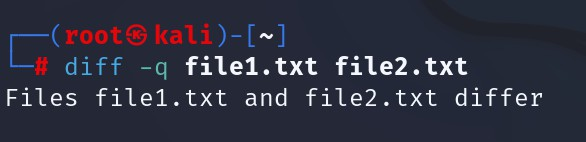 ┌──(root㉿kali)-[~]
└─# diff -q file1.txt file2.txt
Files file1.txt and file2.txt differ